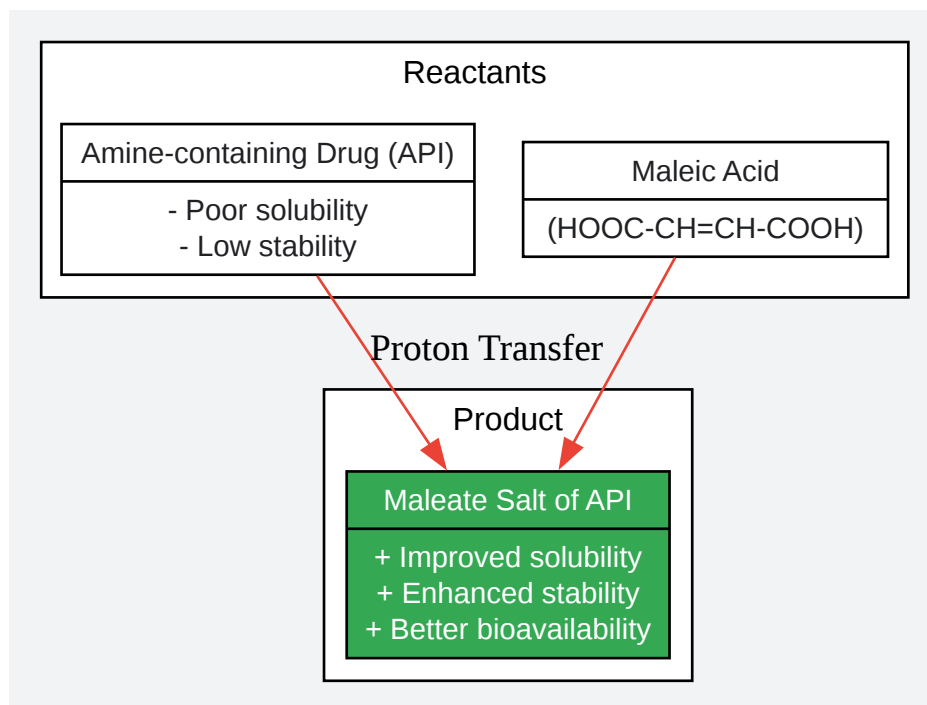 Reactants
Amine-containing Drug (API)
- Poor solubility
- Low stability
Maleic Acid
(HOOC-CH=CH-COOH)
Proton Transfer
Product
Maleate Salt of API
+ Improved solubility
+ Enhanced stability
+ Better bioavailability